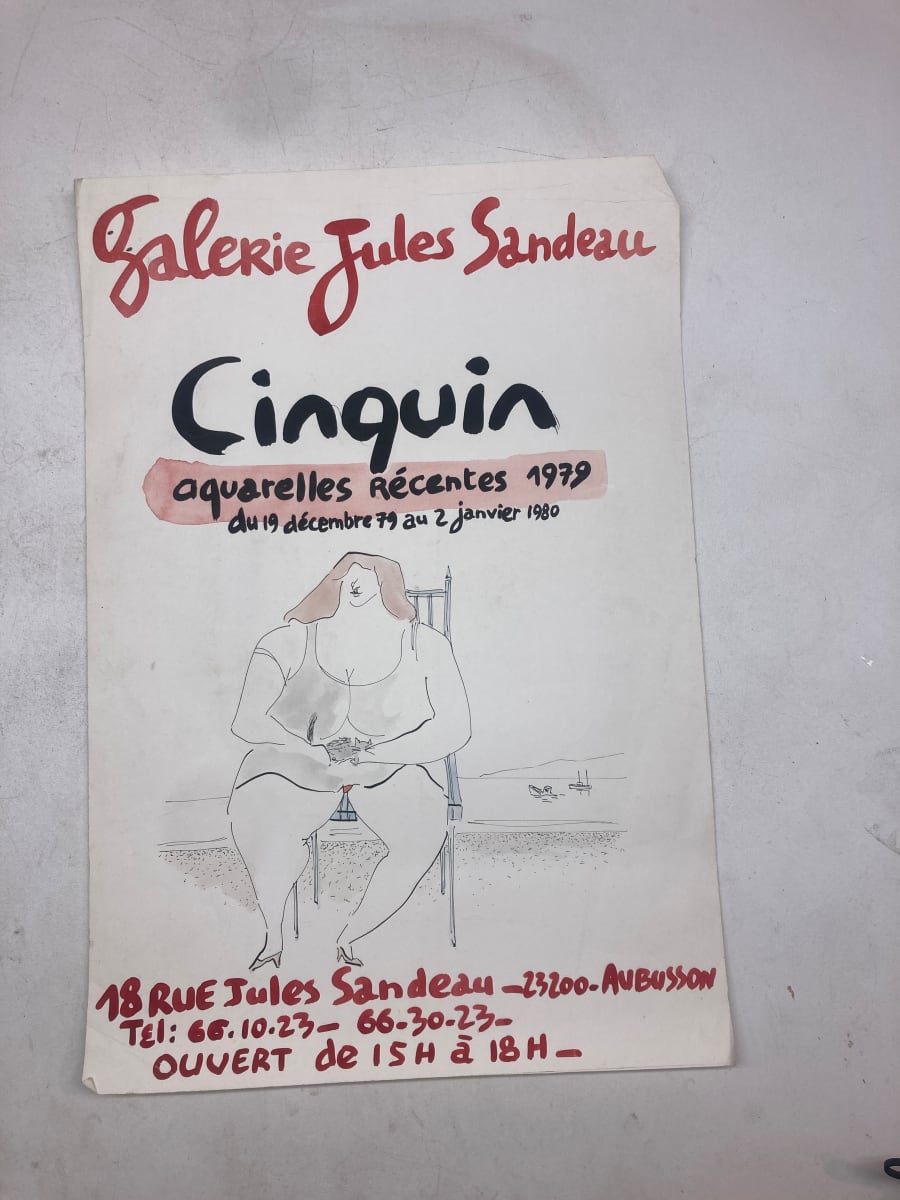 Galerie Jules Sandeau
Cinquin
aquarelles Récentes 1979
du 19 décembre 79 au 2 janvier 1980
18 RUE Jules Sandeau - 23200 - AUBUSSON
TEl: 66.10.23 - 66-30-23 -
OUVERT de 15H à 18H -